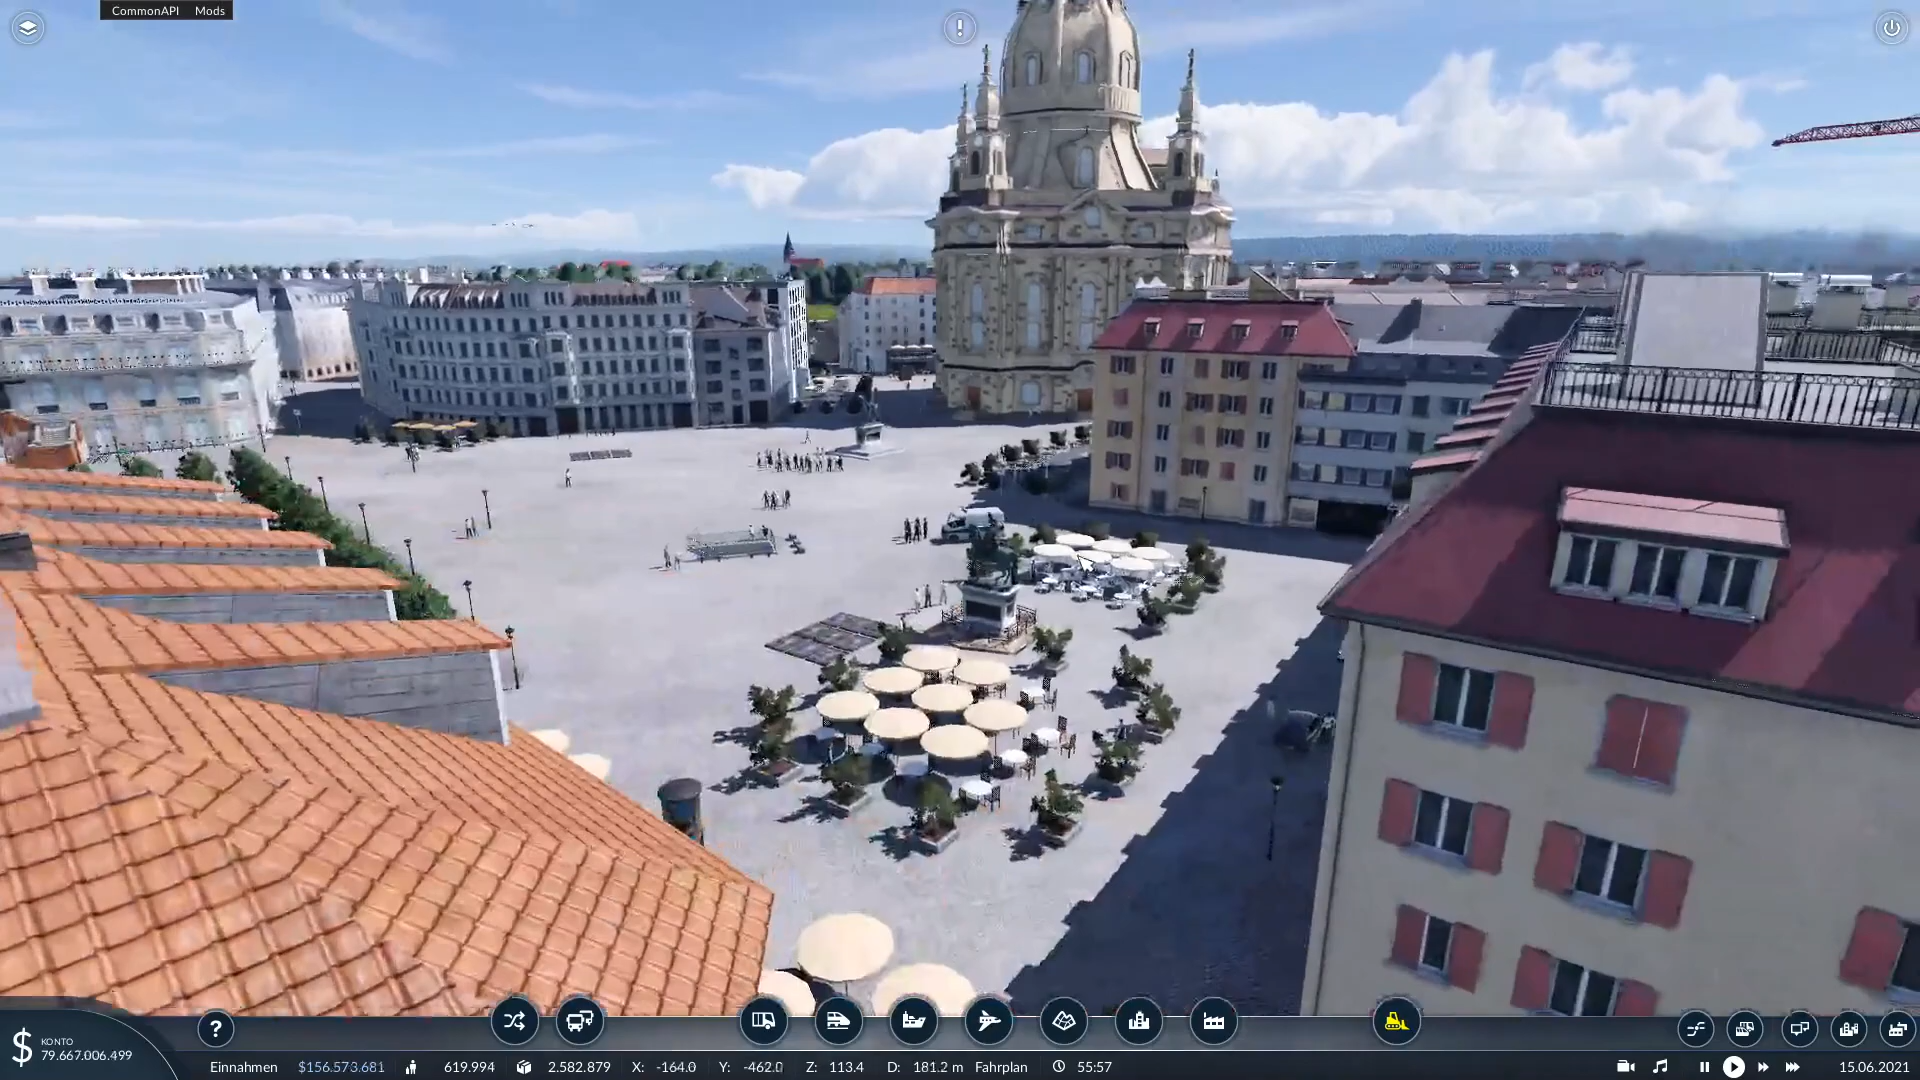 CommonAPI Mods
KONTO
79.667.006.499
Einnahmen $156.573.681 619.994 2.582.879 X: -164.0 Y: -462.0 Z: 113.4 D: 181.2 m Fahrplan 55:57 15.06.2021